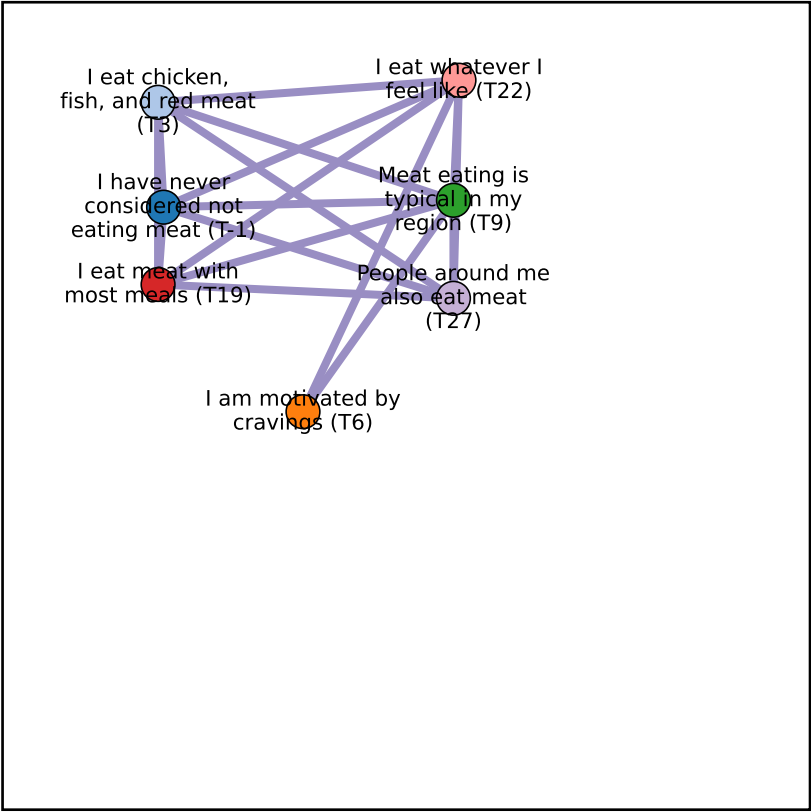 I eat chicken,
fish, and red meat
(T3)
I eat whatever I
feel like (T22)
I have never
considered not
eating meat (T-1)
Meat eating is
typical in my
region (T9)
I eat meat with
most meals (T19)
People around me
also eat meat
(T27)
I am motivated by
cravings (T6)